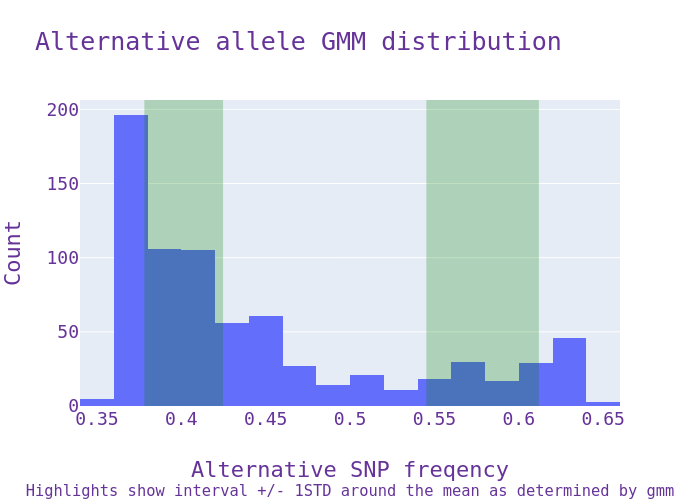 Alternative allele GMM distribution
Count
200
150
100
50
0
0.35 0.4 0.45 0.5 0.55 0.6 0.65
Alternative SNP freqency
Highlights show interval +/- 1STD around the mean as determined by gmm